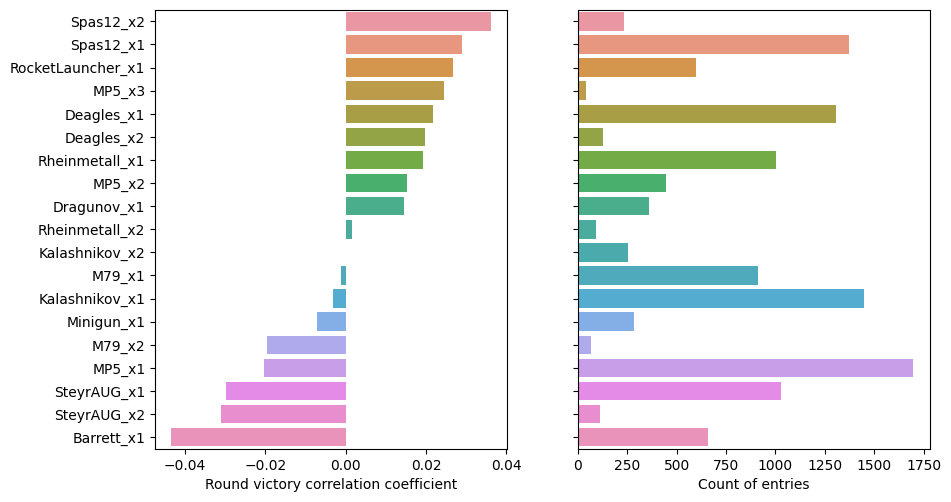 Spas12_x2
Spas12_x1
RocketLauncher_x1
MP5_x3
Deagles_x1
Deagles_x2
Rheinmetall_x1
MP5_x2
Dragunov_x1
Rheinmetall_x2
Kalashnikov_x2
M79_x1
Kalashnikov_x1
Minigun_x1
M79_x2
MP5_x1
SteyrAUG_x1
SteyrAUG_x2
Barrett_x1
−0.04 −0.02 0.00 0.02 0.04
Round victory correlation coefficient
0 250 500 750 1000 1250 1500 1750
Count of entries